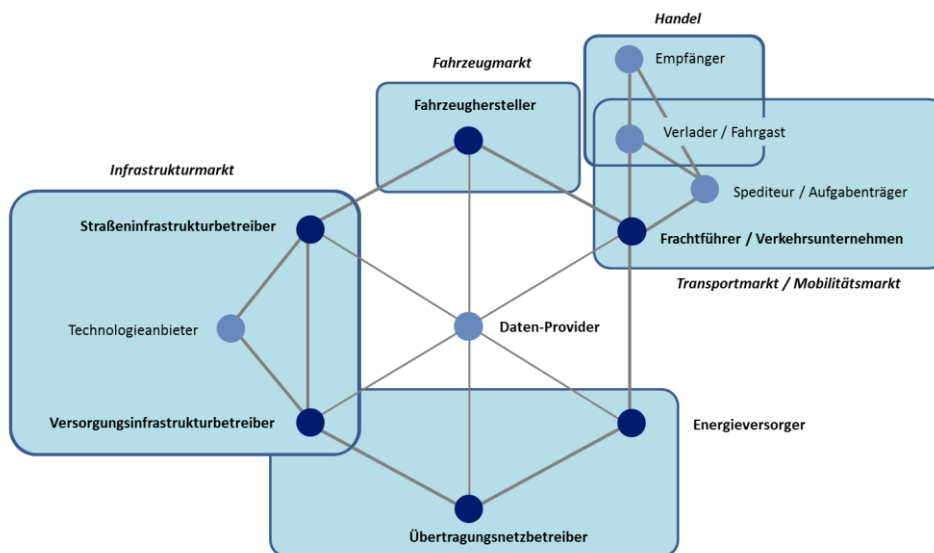 Handel
Empfänger
Fahrzeugmarkt
Fahrzeughersteller
Verlader / Fahrgast
Infrastrukturmarkt
Spediteur / Aufgabenträger
Straßeninfrastrukturbetreiber
Frachtführer / Verkehrsunternehmen
Transportmarkt / Mobilitätsmarkt
Technologieanbieter
Daten-Provider
Versorgungsinfrastrukturbetreiber
Energieversorger
Übertragungsnetzbetreiber